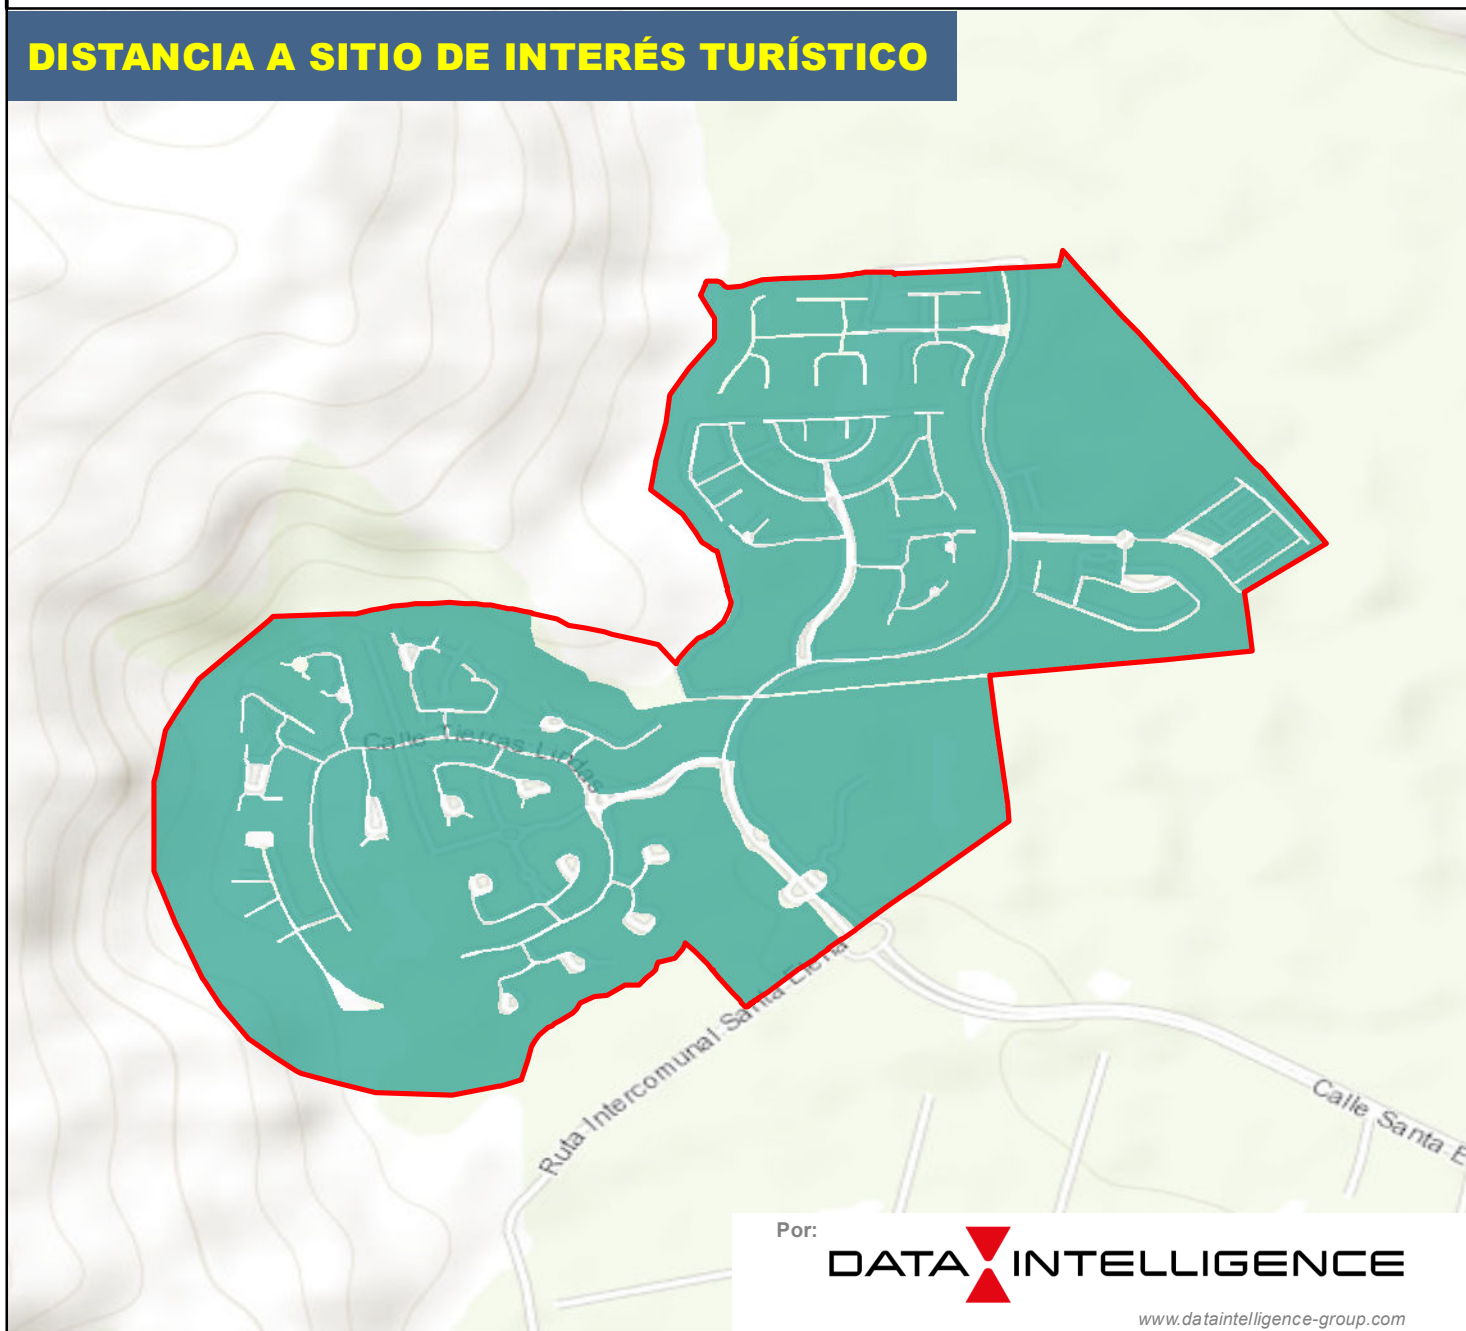 DISTANCIA A SITIO DE INTERÉS TURÍSTICO
Calle Tierras Lindas
Ruta Intercomunal Santa Elena
Calle Santa E
Por:
DATA INTELLIGENCE
www.dataintelligence-group.com